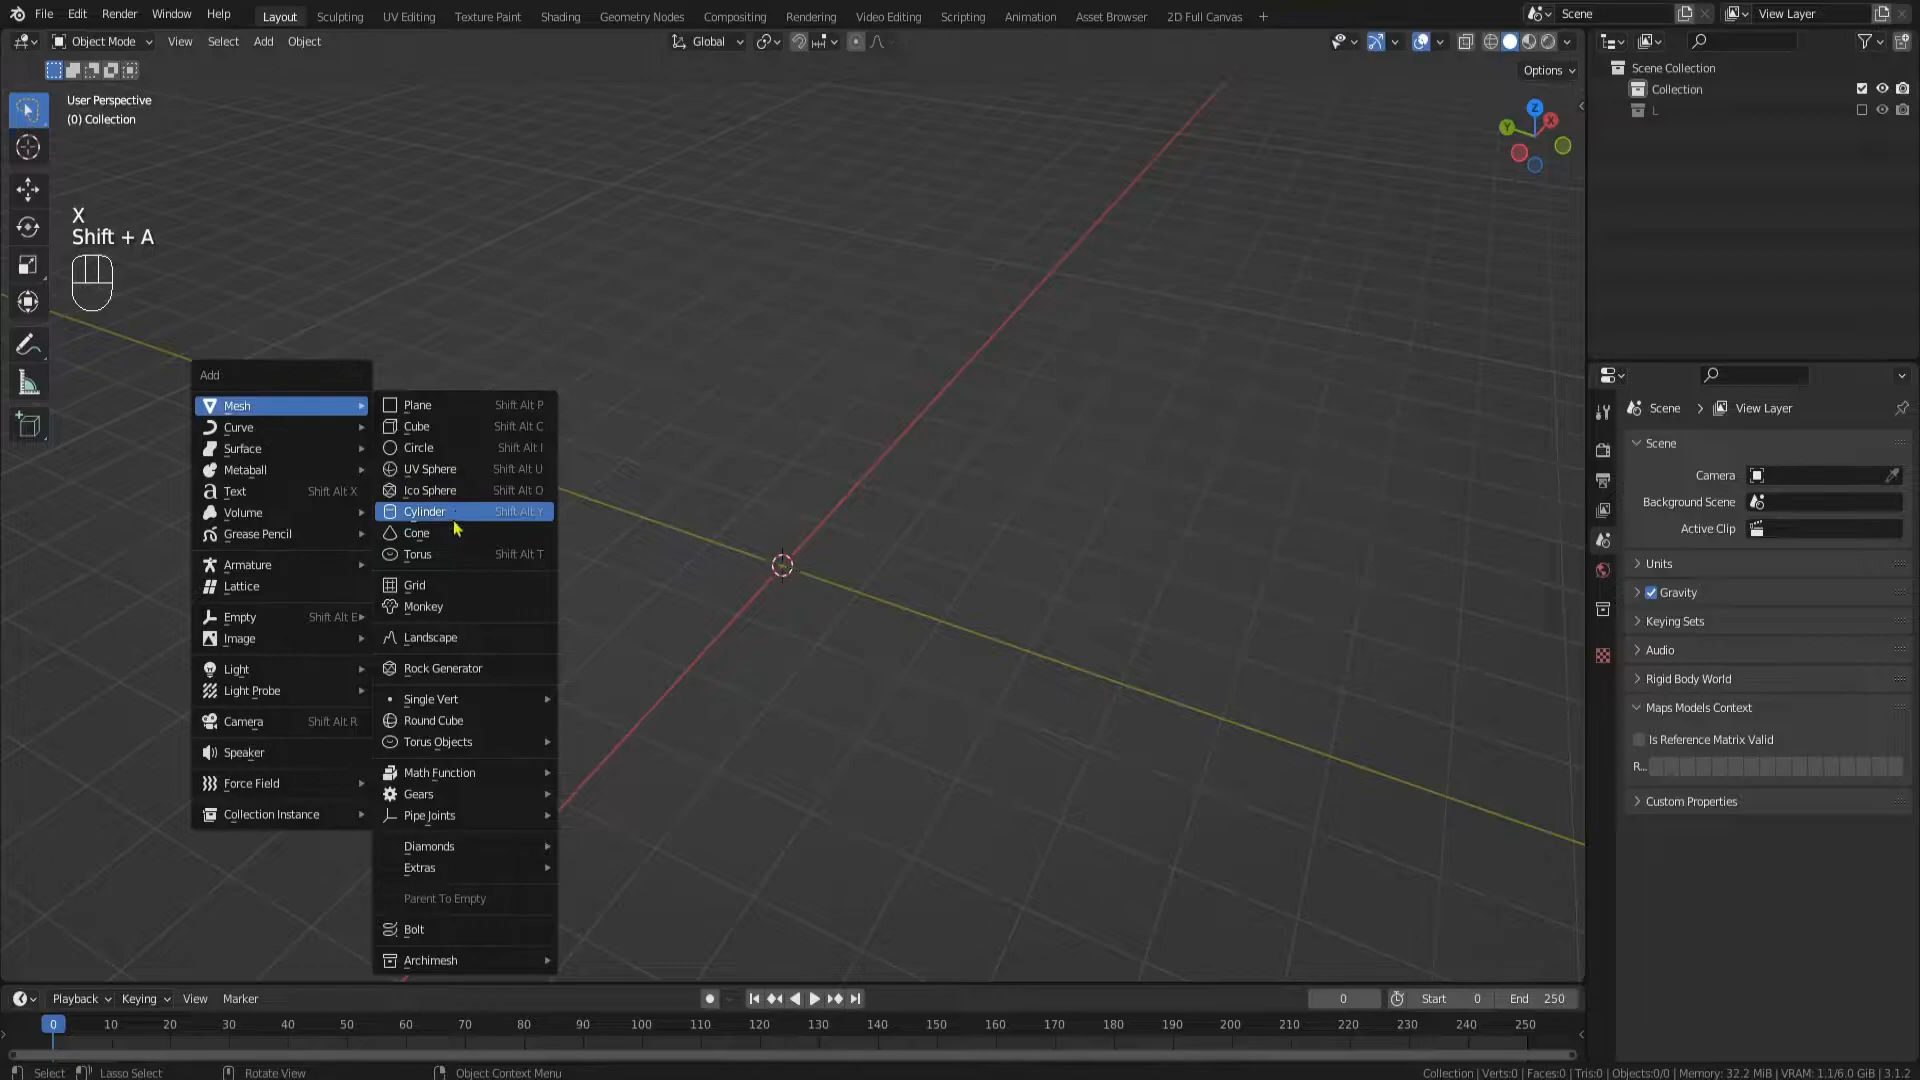 File Edit Render Window Help Layout Sculpting UV Editing Texture Paint Shading Geometry Nodes Compositing Rendering Video Editing Scripting Animation Asset Browser 2D Full Canvas + Scene View Layer
Object Mode View Select Add Object Global
Options
User Perspective
(0) Collection
Z
Y
X
X
Shift + A
Scene Collection
Collection
L
Add
Mesh
Curve
Surface
Metaball
Text Shift Alt X
Volume
Grease Pencil
Armature
Lattice
Empty Shift Alt E
Image
Light
Light Probe
Camera Shift Alt R
Speaker
Force Field
Collection Instance
Plane Shift Alt P
Cube Shift Alt C
Circle Shift Alt I
UV Sphere Shift Alt U
Ico Sphere Shift Alt O
Cylinder Shift Alt Y
Cone
Torus Shift Alt T
Grid
Monkey
Landscape
Rock Generator
Single Vert
Round Cube
Torus Objects
Math Function
Gears
Pipe Joints
Diamonds
Extras
Parent To Empty
Bolt
Archimesh
Scene > View Layer
Scene
Camera
Background Scene
Active Clip
Units
Gravity
Keying Sets
Audio
Rigid Body World
Maps Models Context
Is Reference Matrix Valid
R...
Custom Properties
Playback Keying View Marker 0 Start 0 End 250
0 10 20 30 40 50 60 70 80 90 100 110 120 130 140 150 160 170 180 190 200 210 220 230 240 250
Select Lasso Select Rotate View Object Context Menu Collection | Verts:0 | Faces:0 | Tris:0 | Objects:0/0 | Memory: 32.2 MiB | VRAM: 1.1/6.0 GiB | 3.1.2